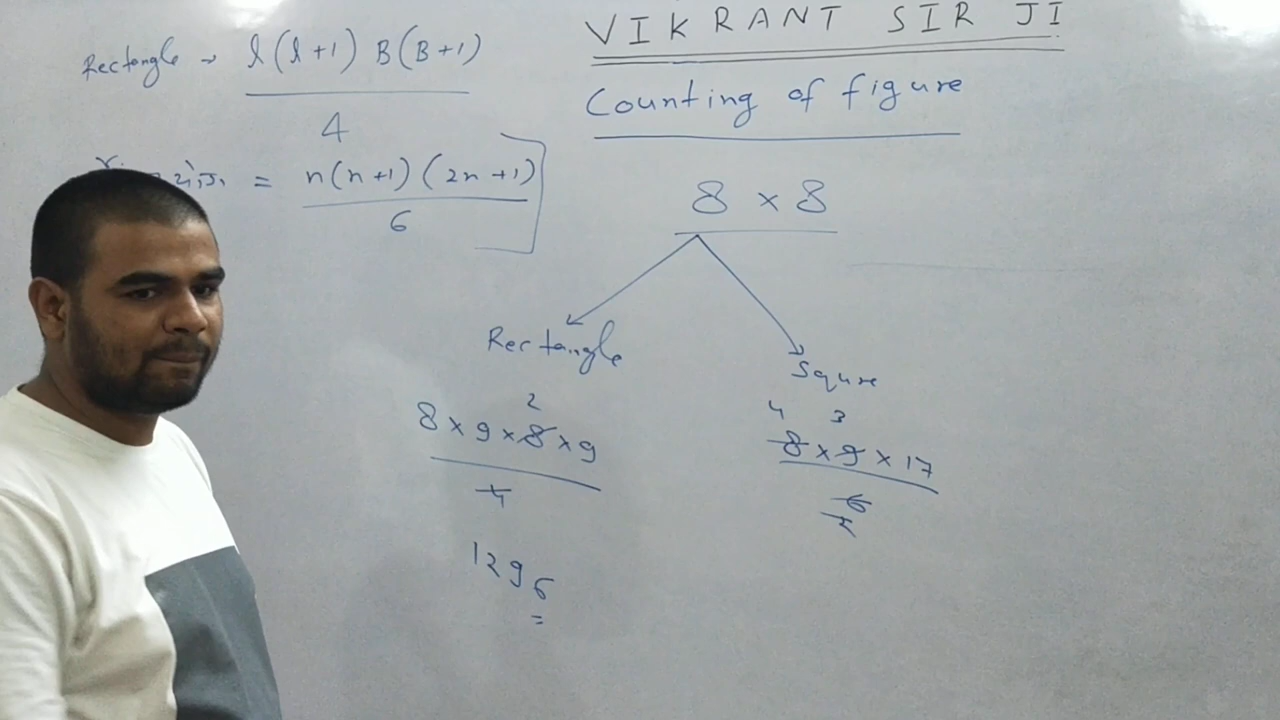 VIKRANT SIR JI
Counting of figure
Rectangle → l(l+1) B(B+1)
4
= n(n+1)(2n+1)
6
8 x 8
Rectangle
Squre
2
8 x 9 x 8 x 9
4
1296
=
4 3
8 x 9 x 17
6
2